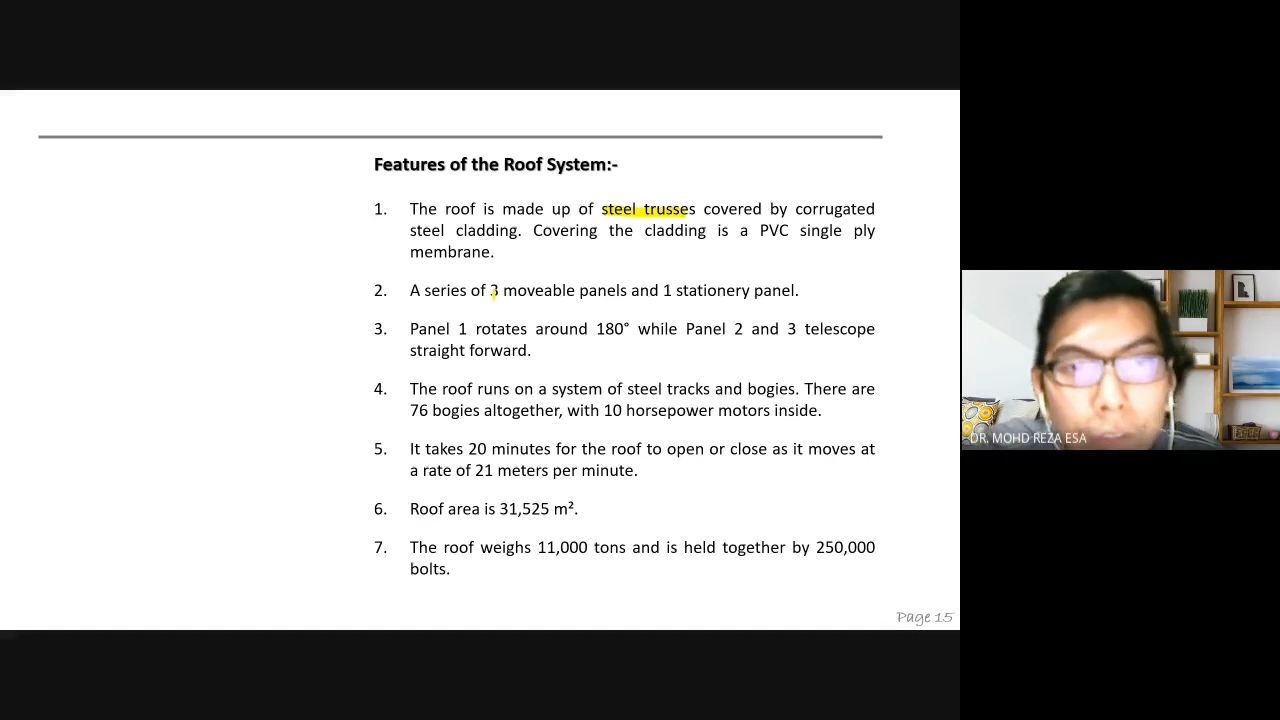 Features of the Roof System:-
1. The roof is made up of steel trusses covered by corrugated
steel cladding. Covering the cladding is a PVC single ply
membrane.
2. A series of 3 moveable panels and 1 stationery panel.
3. Panel 1 rotates around 180° while Panel 2 and 3 telescope
straight forward.
4. The roof runs on a system of steel tracks and bogies. There are
76 bogies altogether, with 10 horsepower motors inside.
5. It takes 20 minutes for the roof to open or close as it moves at
a rate of 21 meters per minute.
6. Roof area is 31,525 m².
7. The roof weighs 11,000 tons and is held together by 250,000
bolts.
Page 15
DR. MOHD REZA ESA